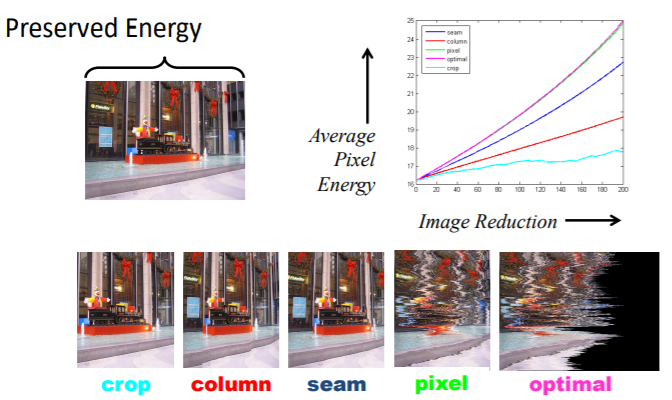 Preserved Energy
25
24
23
22
21
20
19
18
17
16
seam
column
pixel
optimal
crop
0 20 40 60 80 100 120 140 160 180 200
Average
Pixel
Energy
Image Reduction
crop column seam pixel optimal